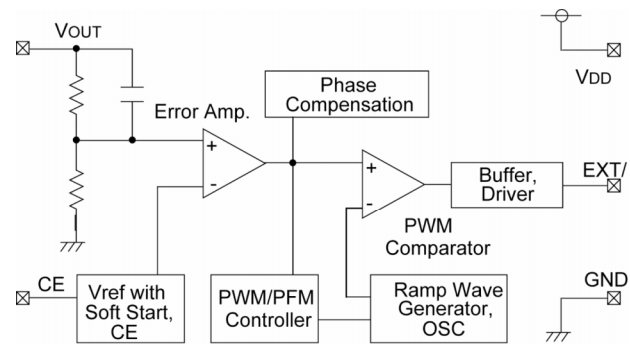 VOUT
VDD
Phase
Compensation
Error Amp.
+
-
+
-
Buffer,
Driver
EXT/
PWM
Comparator
CE
Vref with
Soft Start,
CE
PWM/PFM
Controller
Ramp Wave
Generator,
OSC
GND